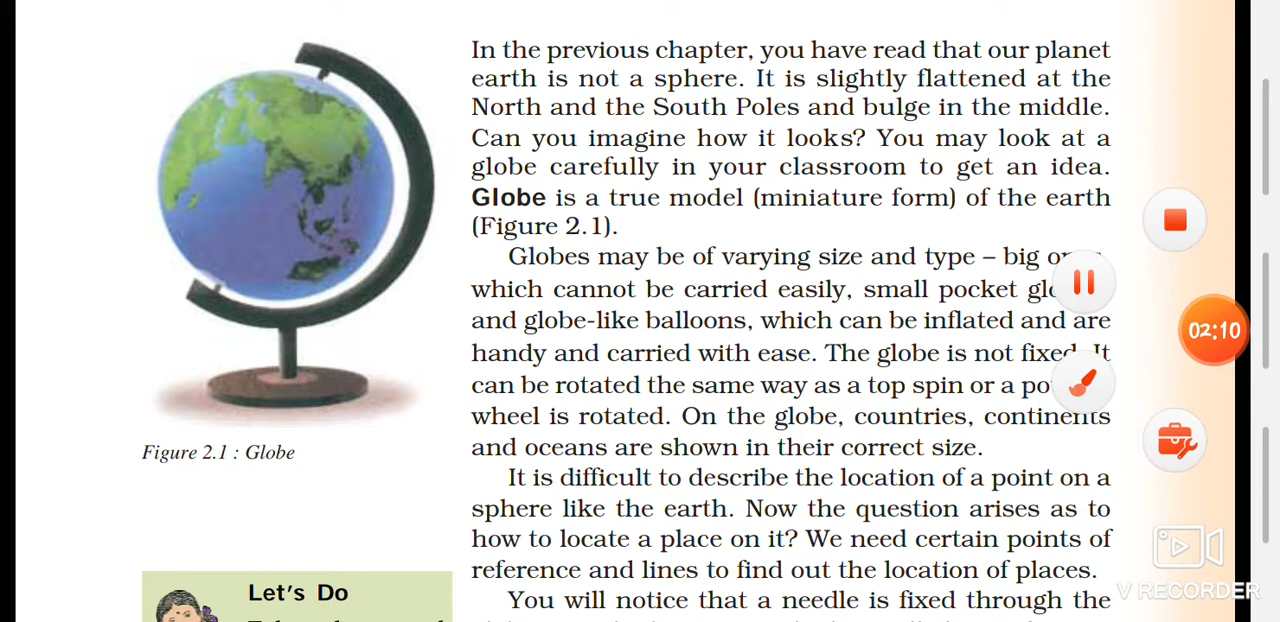 In the previous chapter, you have read that our planet
earth is not a sphere. It is slightly flattened at the
North and the South Poles and bulge in the middle.
Can you imagine how it looks? You may look at a
globe carefully in your classroom to get an idea.
Globe is a true model (miniature form) of the earth
(Figure 2.1).
Globes may be of varying size and type – big
which cannot be carried easily, small pocket
and globe-like balloons, which can be inflated and are
handy and carried with ease. The globe is not fixed. It
can be rotated the same way as a top spin or a
wheel is rotated. On the globe, countries, continents
and oceans are shown in their correct size.
It is difficult to describe the location of a point on a
sphere like the earth. Now the question arises as to
how to locate a place on it? We need certain points of
reference and lines to find out the location of places.
You will notice that a needle is fixed through the
Figure 2.1 : Globe
Let's Do
02:10
V RECORDER